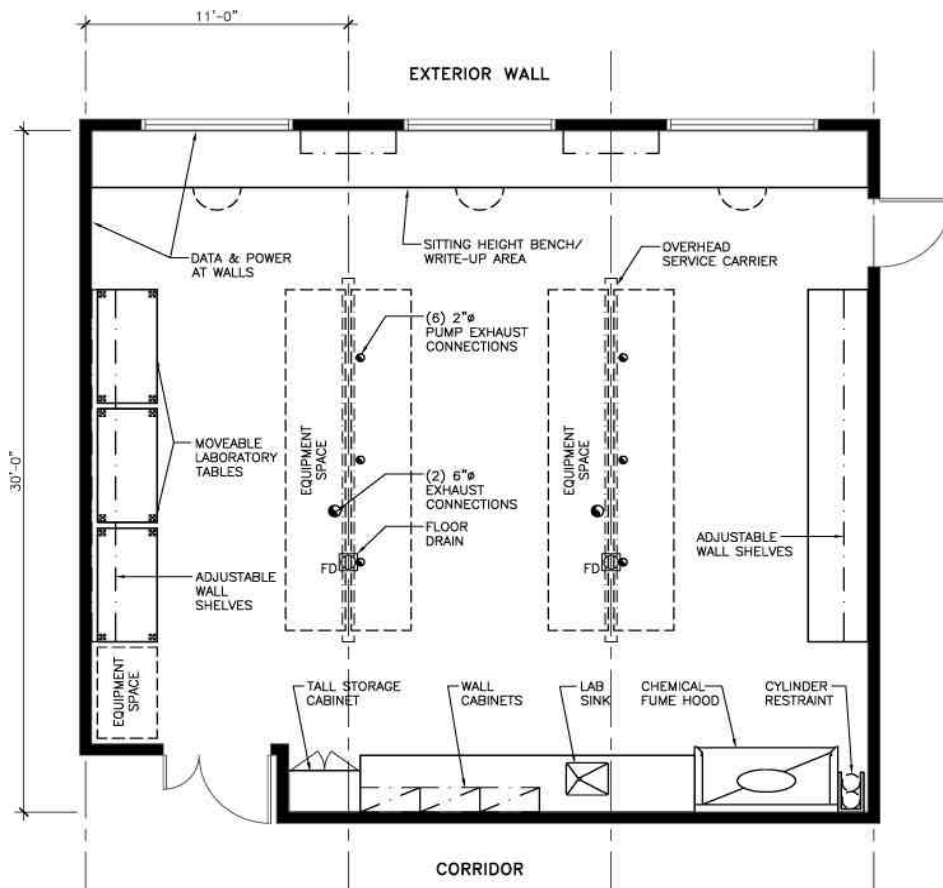 11'-0"
EXTERIOR WALL
DATA & POWER
AT WALLS
SITTING HEIGHT BENCH/
WRITE-UP AREA
OVERHEAD
SERVICE CARRIER
(6) 2"ø
PUMP EXHAUST
CONNECTIONS
EQUIPMENT
SPACE
EQUIPMENT
SPACE
30'-0"
MOVEABLE
LABORATORY
TABLES
(2) 6"ø
EXHAUST
CONNECTIONS
FLOOR
DRAIN
ADJUSTABLE
WALL SHELVES
FD
FD
ADJUSTABLE
WALL
SHELVES
EQUIPMENT
SPACE
TALL STORAGE
CABINET
WALL
CABINETS
LAB
SINK
CHEMICAL
FUME HOOD
CYLINDER
RESTRAINT
CORRIDOR